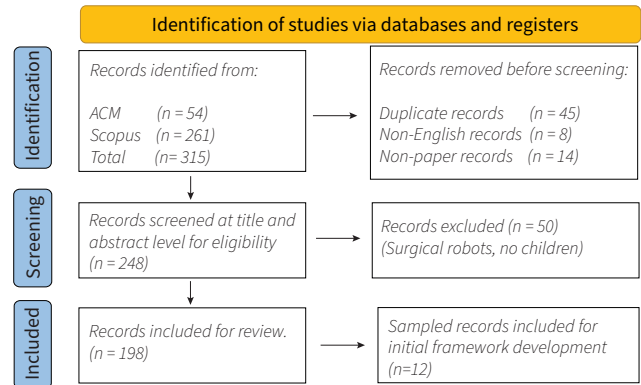 Identification of studies via databases and registers
Identification
Records identified from:
ACM (n = 54)
Scopus (n = 261)
Total (n= 315)
Records removed before screening:
Duplicate records (n = 45)
Non-English records (n = 8)
Non-paper records (n = 14)
Screening
Records screened at title and
abstract level for eligibility
(n = 248)
Records excluded (n = 50)
(Surgical robots, no children)
Included
Records included for review.
(n = 198)
Sampled records included for
initial framework development
(n=12)